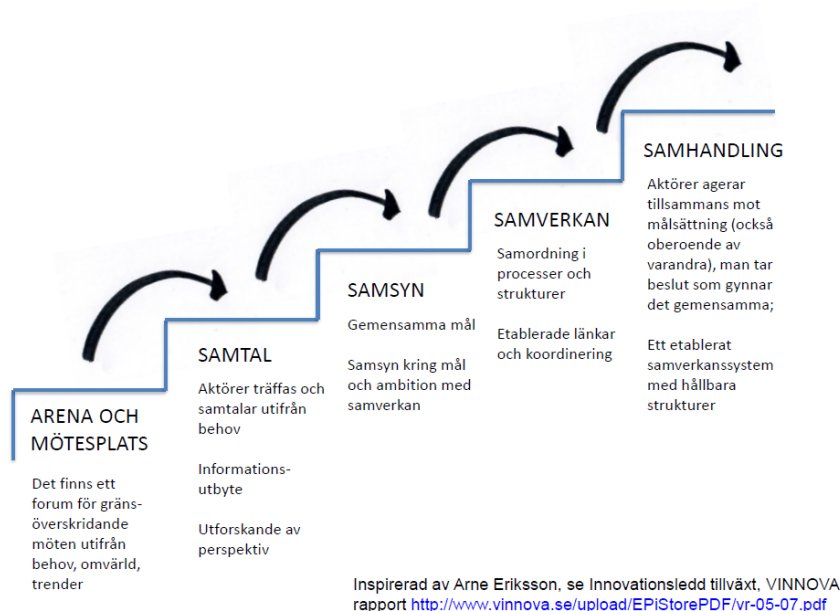 ARENA OCH
MÖTESPLATS
Det finns ett
forum för gräns-
överskridande
möten utifrån
behov, omvärld,
trender
SAMTAL
Aktörer träffas och
samtalar utifrån
behov
Informations-
utbyte
Utforskande av
perspektiv
SAMSYN
Gemensamma mål
Samsyn kring mål
och ambition med
samverkan
SAMVERKAN
Samordning i
processer och
strukturer
Etablerade länkar
och koordinering
SAMHANDLING
Aktörer agerar
tillsammans mot
målsättning (också
oberoende av
varandra), man tar
beslut som gynnar
det gemensamma;
Ett etablerat
samverkanssystem
med hållbara
strukturer
Inspirerad av Arne Eriksson, se Innovationsledd tillväxt, VINNOVA
rapport http://www.vinnova.se/upload/EPiStorePDF/vr-05-07.pdf